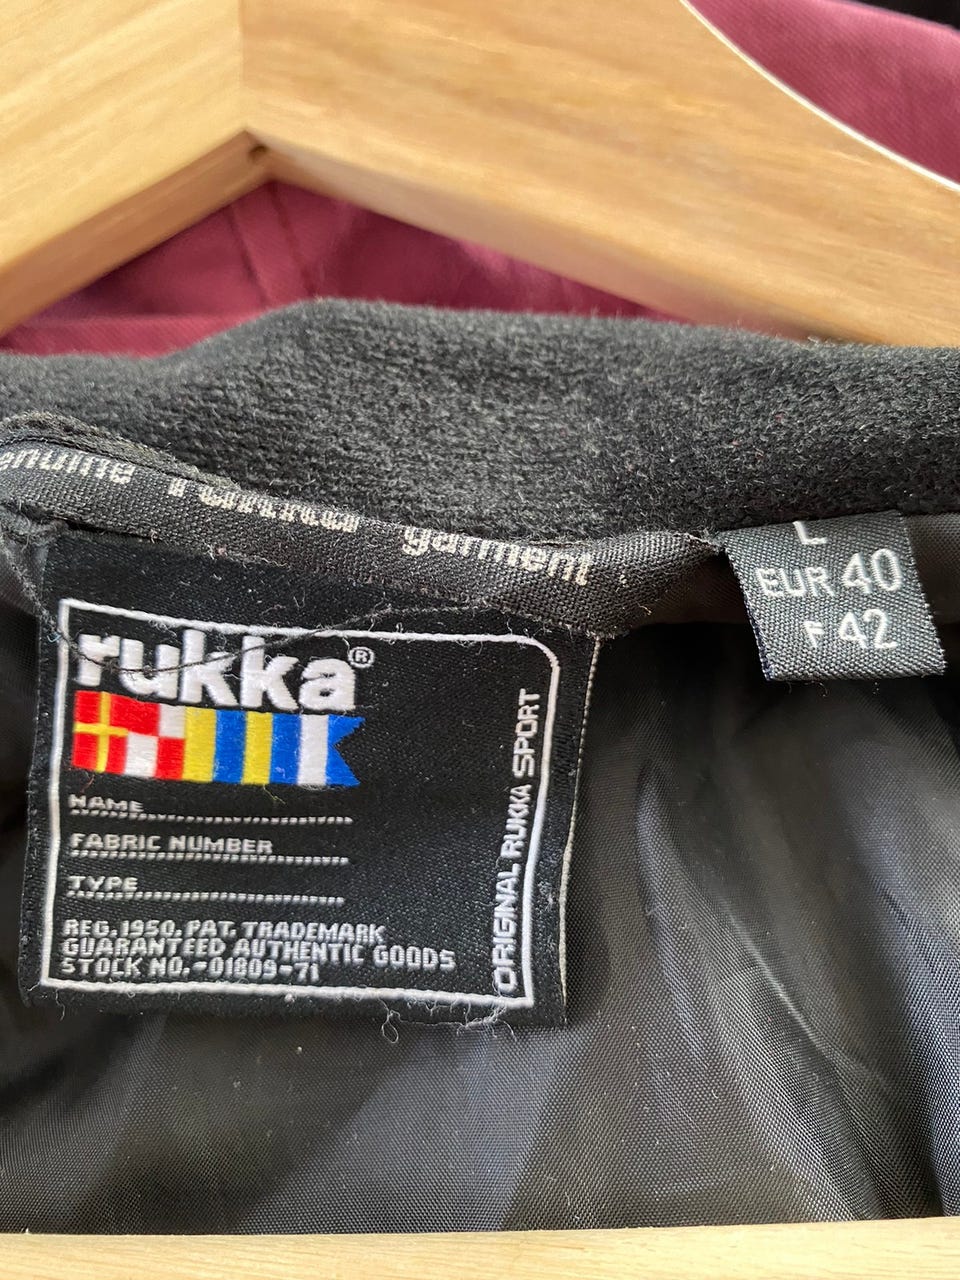 garment
L
EUR 40
F 42
rukka®
NAME
FABRIC NUMBER
TYPE
REG. 1950. PAT. TRADEMARK
GUARANTEED AUTHENTIC GOODS
STOCK NO.-01809-71
ORIGINAL RUKKA SPORT